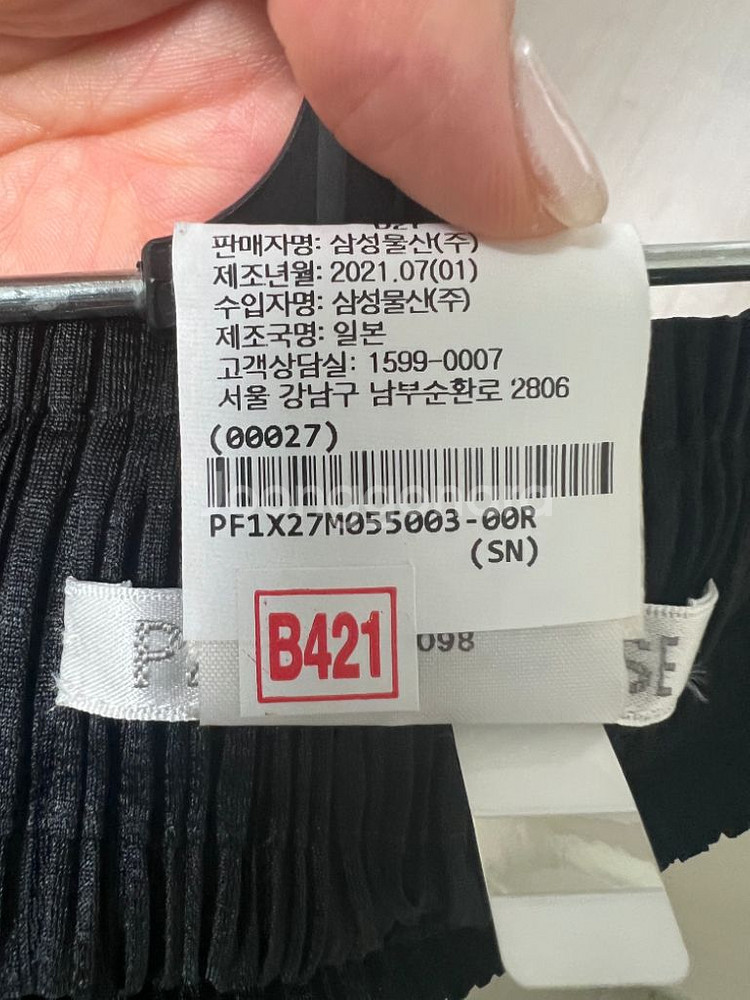 판매자명: 삼성물산(주)
제조년월: 2021.07(01)
수입자명: 삼성물산(주)
제조국명: 일본
고객상담실: 1599-0007
서울 강남구 남부순환로 2806
(00027)
PF1X27M055003-00R
(SN)
B421
098
P
SE